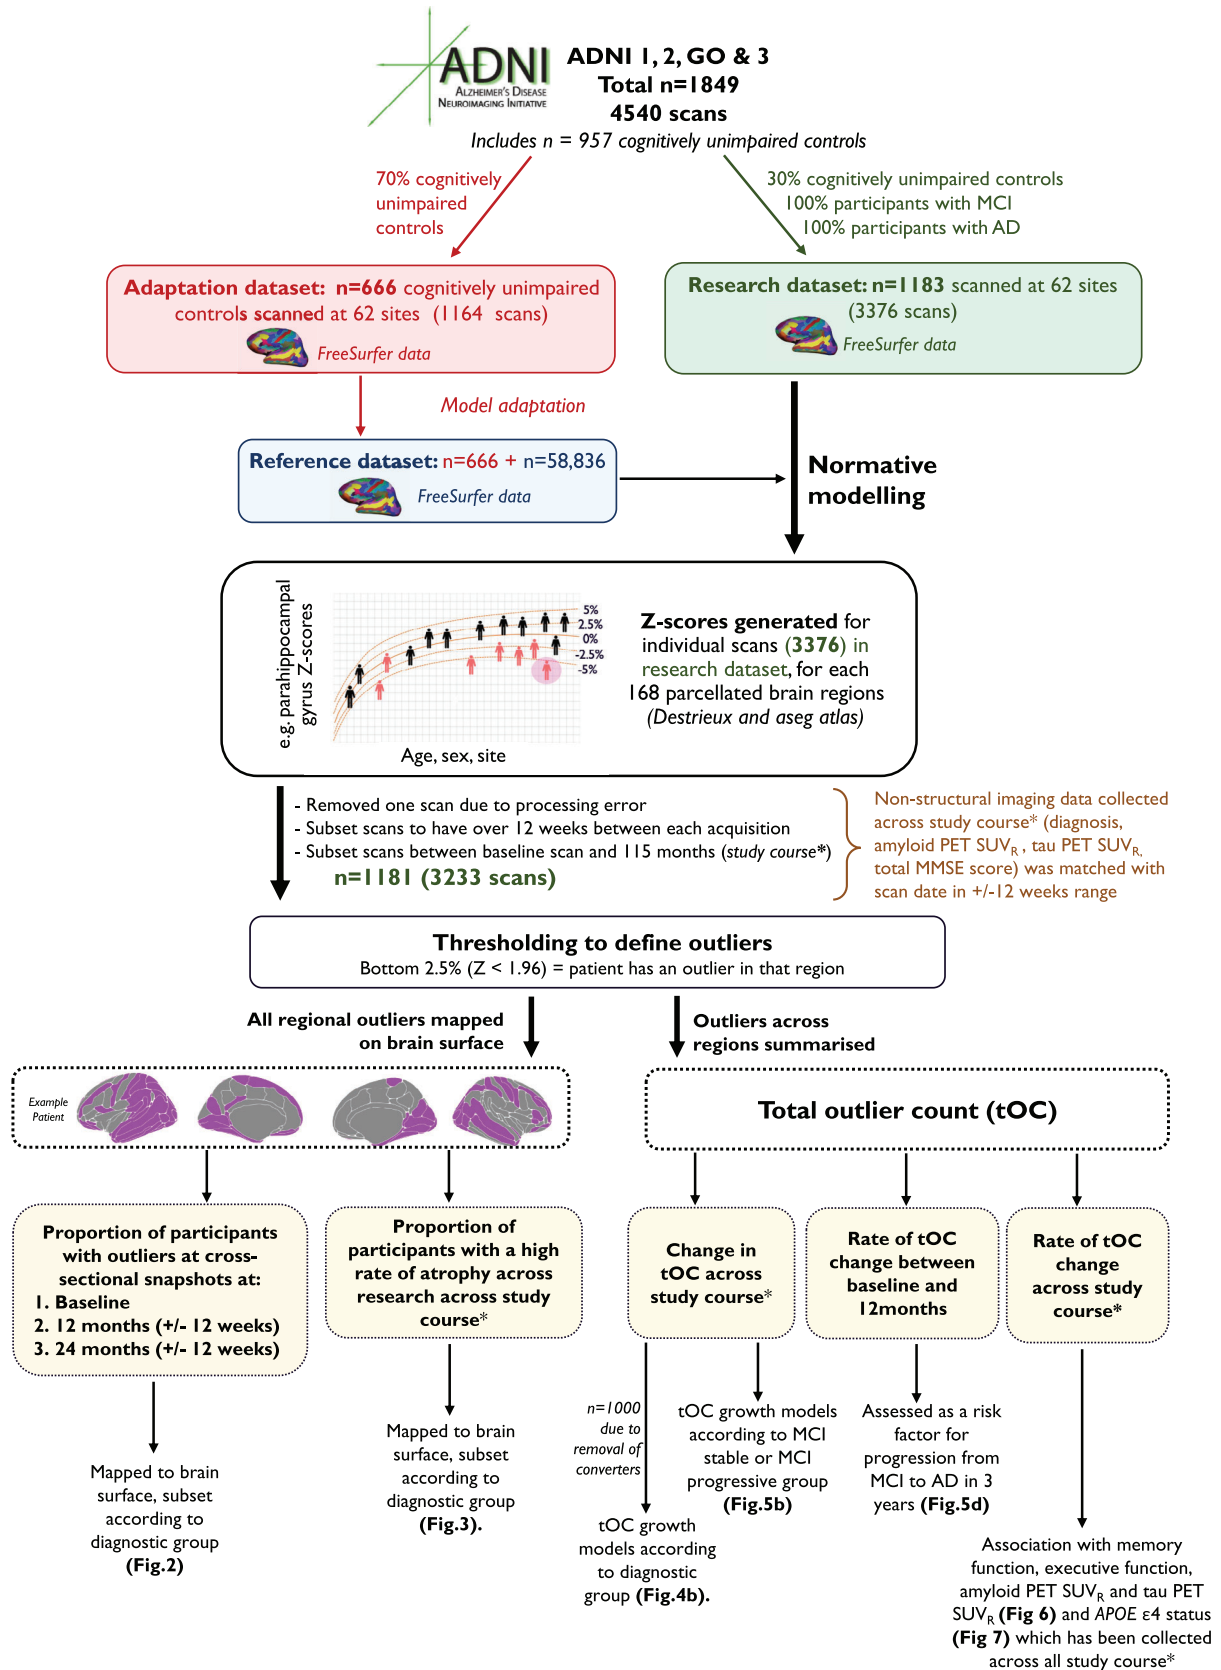 ADNI
ALZHEIMER'S DISEASE
NEUROIMAGING INITIATIVE
ADNI 1, 2, GO & 3
Total n=1849
4540 scans
Includes n = 957 cognitively unimpaired controls
70% cognitively
unimpaired
controls
30% cognitively unimpaired controls
100% participants with MCI
100% participants with AD
Adaptation dataset: n=666 cognitively unimpaired
controls scanned at 62 sites (1164 scans)
FreeSurfer data
Research dataset: n=1183 scanned at 62 sites
(3376 scans)
FreeSurfer data
Model adaptation
Reference dataset: n=666 + n=58,836
FreeSurfer data
Normative
modelling
e.g. parahippocampal
gyrus Z-scores
5%
2.5%
0%
-2.5%
-5%
Age, sex, site
Z-scores generated for
individual scans (3376) in
research dataset, for each
168 parcellated brain regions
(Destrieux and aseg atlas)
- Removed one scan due to processing error
- Subset scans to have over 12 weeks between each acquisition
- Subset scans between baseline scan and 115 months (study course*)
n=1181 (3233 scans)
Non-structural imaging data collected
across study course* (diagnosis,
amyloid PET SUVR , tau PET SUVR,
total MMSE score) was matched with
scan date in +/-12 weeks range
Thresholding to define outliers
Bottom 2.5% (Z < 1.96) = patient has an outlier in that region
All regional outliers mapped
on brain surface
Outliers across
regions summarised
Example
Patient
Total outlier count (tOC)
Proportion of participants
with outliers at cross-
sectional snapshots at:
1. Baseline
2. 12 months (+/- 12 weeks)
3. 24 months (+/- 12 weeks)
Proportion of
participants with a high
rate of atrophy across
research across study
course*
Change in
tOC across
study course*
Rate of tOC
change between
baseline and
12months
Rate of tOC
change
across study
course*
Mapped to brain
surface, subset
according to
diagnostic group
(Fig.2)
Mapped to brain
surface, subset
according to
diagnostic group
(Fig.3).
n=1000
due to
removal of
converters
tOC growth
models according
to diagnostic
group (Fig.4b).
tOC growth models
according to MCI
stable or MCI
progressive group
(Fig.5b)
Assessed as a risk
factor for
progression from
MCI to AD in 3
years (Fig.5d)
Association with memory
function, executive function,
amyloid PET SUVR and tau PET
SUVR (Fig 6) and APOE ε4 status
(Fig 7) which has been collected
across all study course*